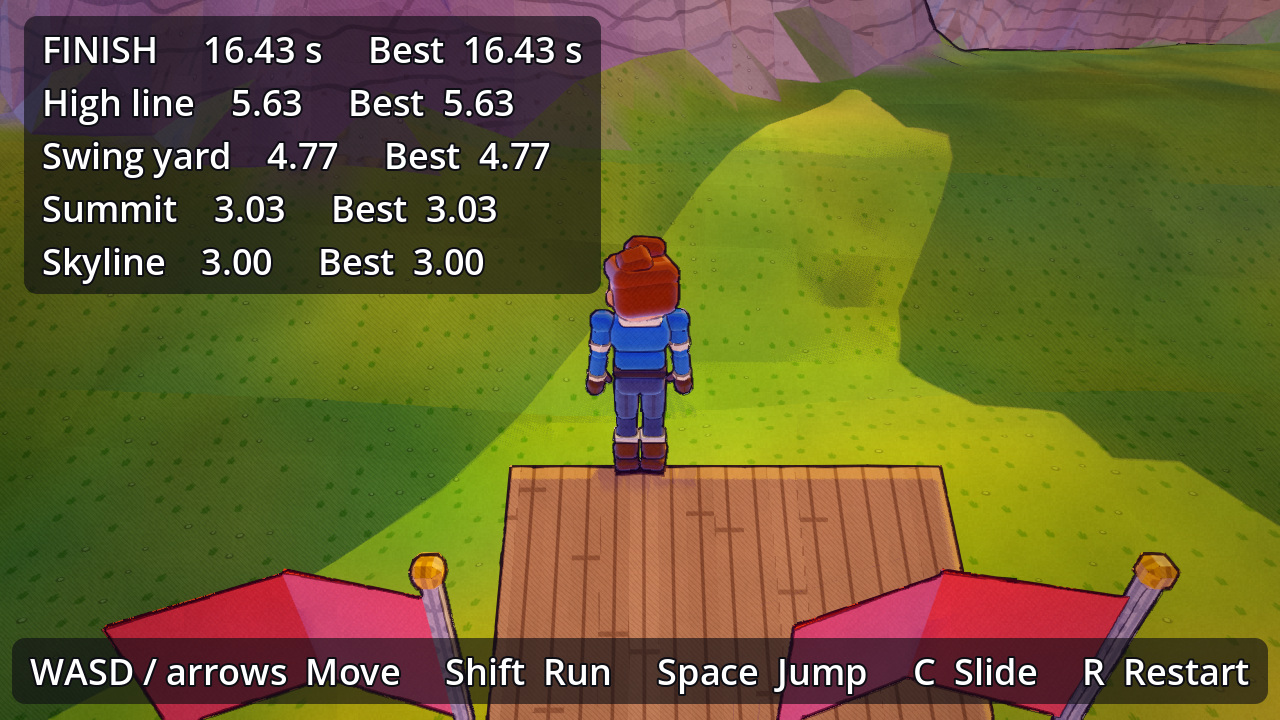 FINISH 16.43 s Best 16.43 s
High line 5.63 Best 5.63
Swing yard 4.77 Best 4.77
Summit 3.03 Best 3.03
Skyline 3.00 Best 3.00
WASD / arrows Move Shift Run Space Jump C Slide R Restart